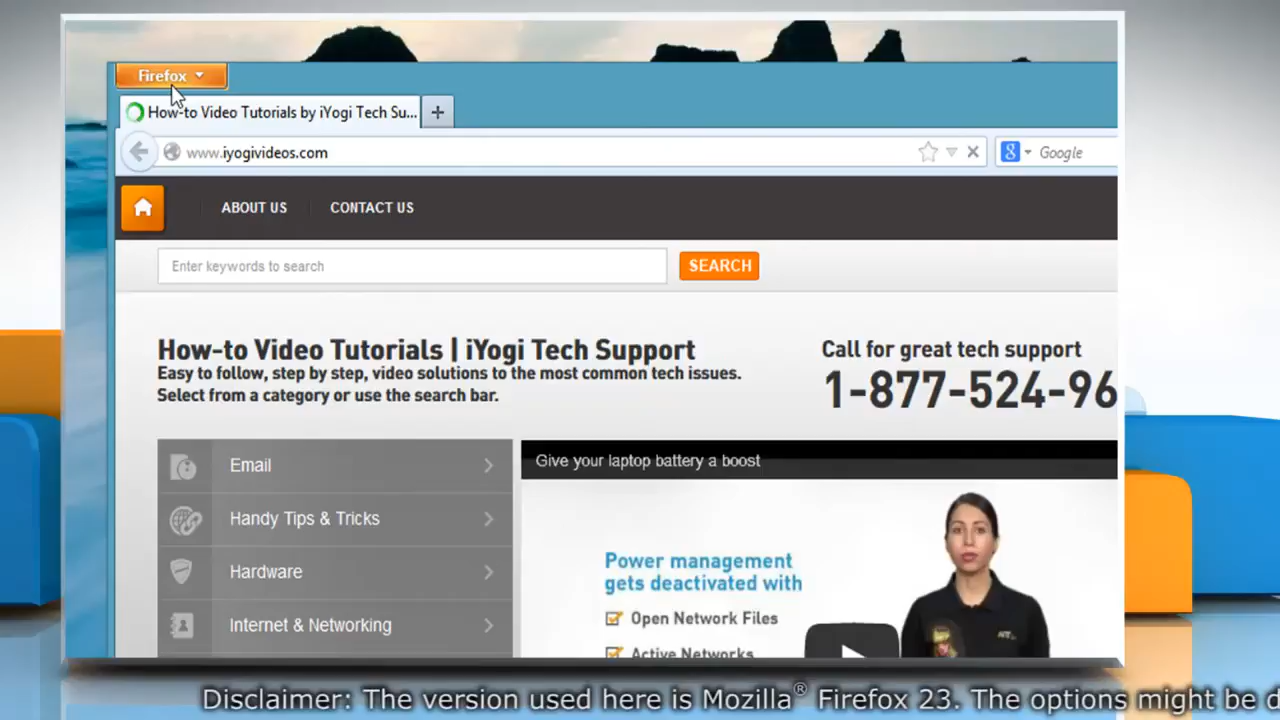 Firefox
How-to Video Tutorials by iYogi Tech Su... +
www.iyogivideos.com
Google
ABOUT US
CONTACT US
Enter keywords to search
SEARCH
How-to Video Tutorials | iYogi Tech Support
Easy to follow, step by step, video solutions to the most common tech issues.
Select from a category or use the search bar.
Call for great tech support
1-877-524-96
Email
Handy Tips & Tricks
Hardware
Internet & Networking
Give your laptop battery a boost
Power management
gets deactivated with
Open Network Files
Active Networks
Disclaimer: The version used here is Mozilla® Firefox 23. The options might be d